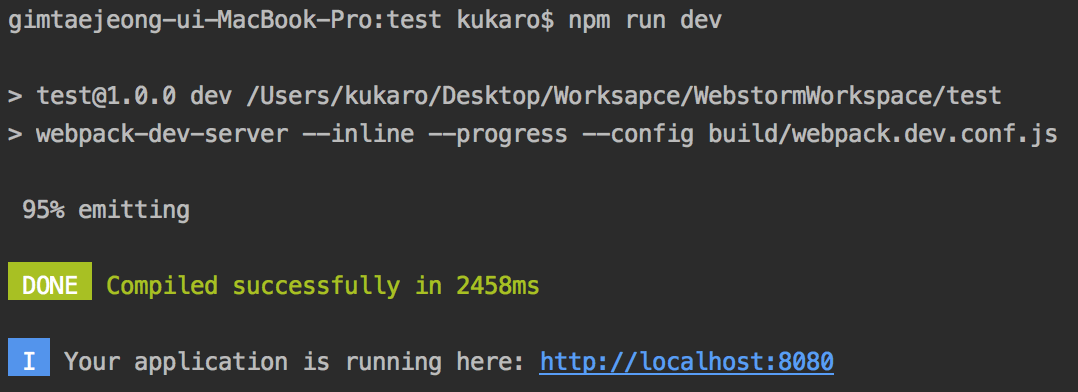 gimtaejeong-ui-MacBook-Pro:test kukaro$ npm run dev
> test@1.0.0 dev /Users/kukaro/Desktop/Worksapce/WebstormWorkspace/test
> webpack-dev-server --inline --progress --config build/webpack.dev.conf.js
95% emitting
DONE Compiled successfully in 2458ms
I Your application is running here: http://localhost:8080